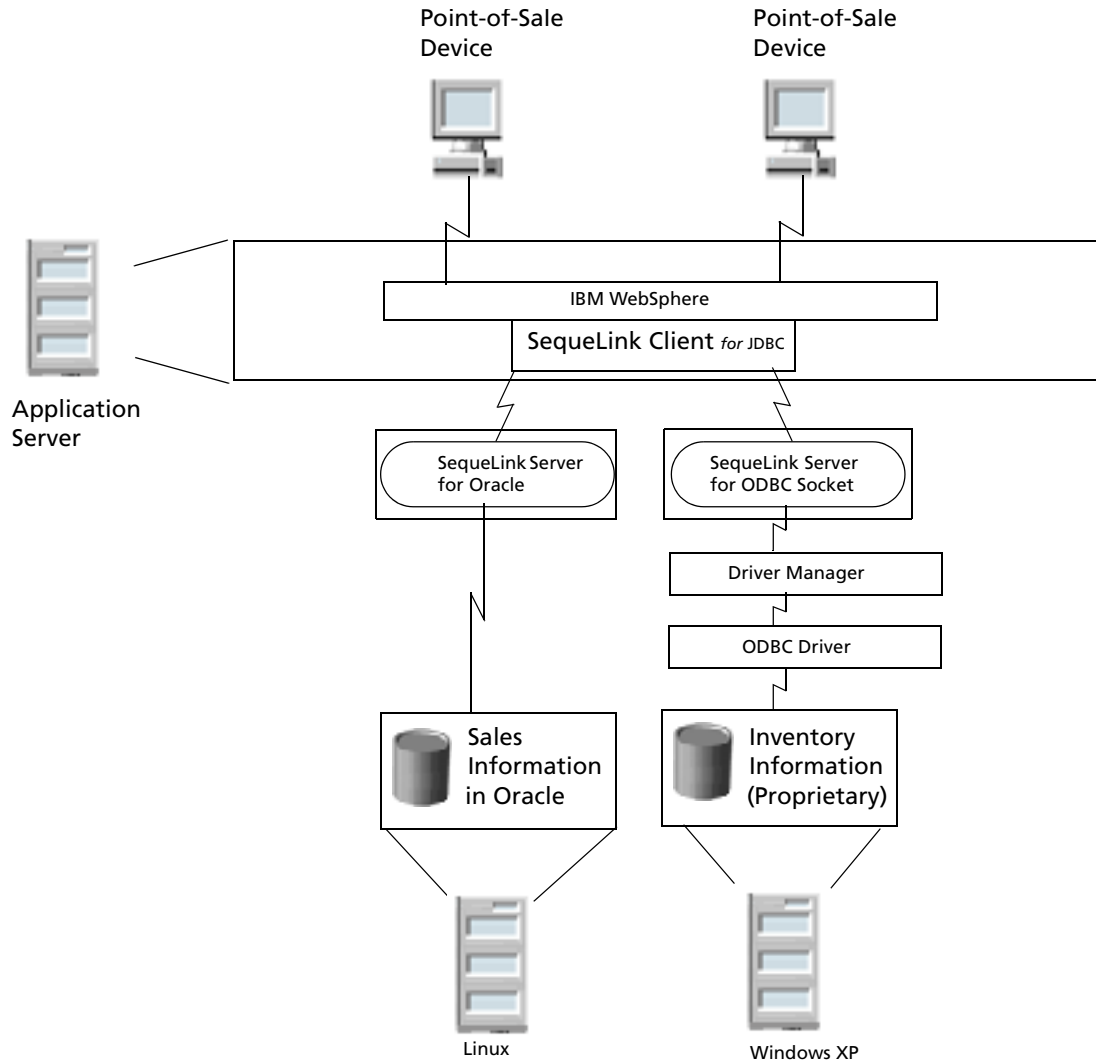 Point-of-Sale
Device
Point-of-Sale
Device
IBM WebSphere
SequeLink Client for JDBC
Application
Server
SequeLink Server
for Oracle
SequeLink Server
for ODBC Socket
Driver Manager
ODBC Driver
Sales
Information
in Oracle
Inventory
Information
(Proprietary)
Linux
Windows XP